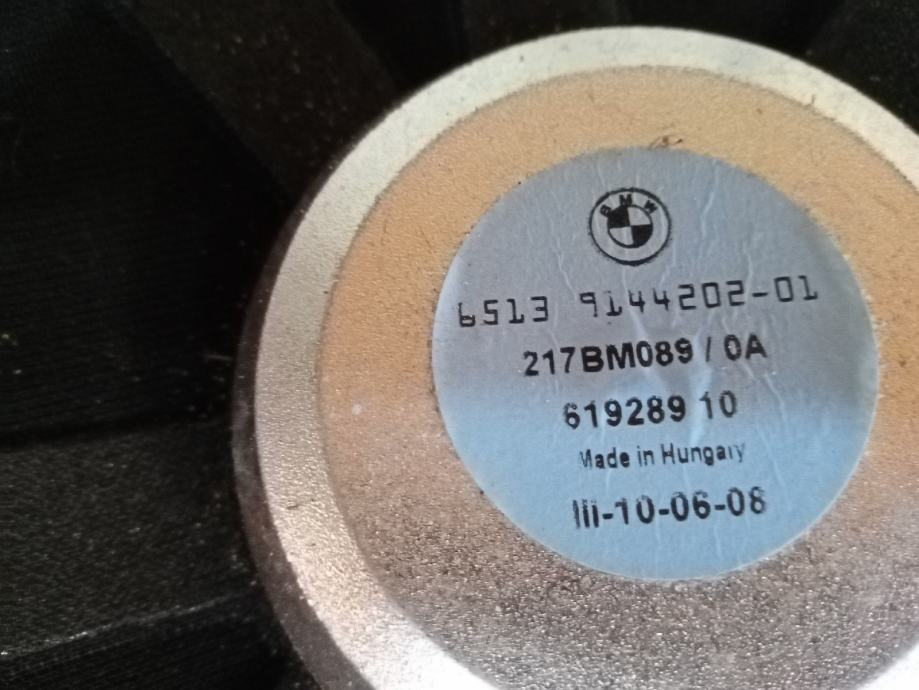 BMW
6513 9144202-01
217BM089 / 0A
619289 10
Made in Hungary
III-10-06-08